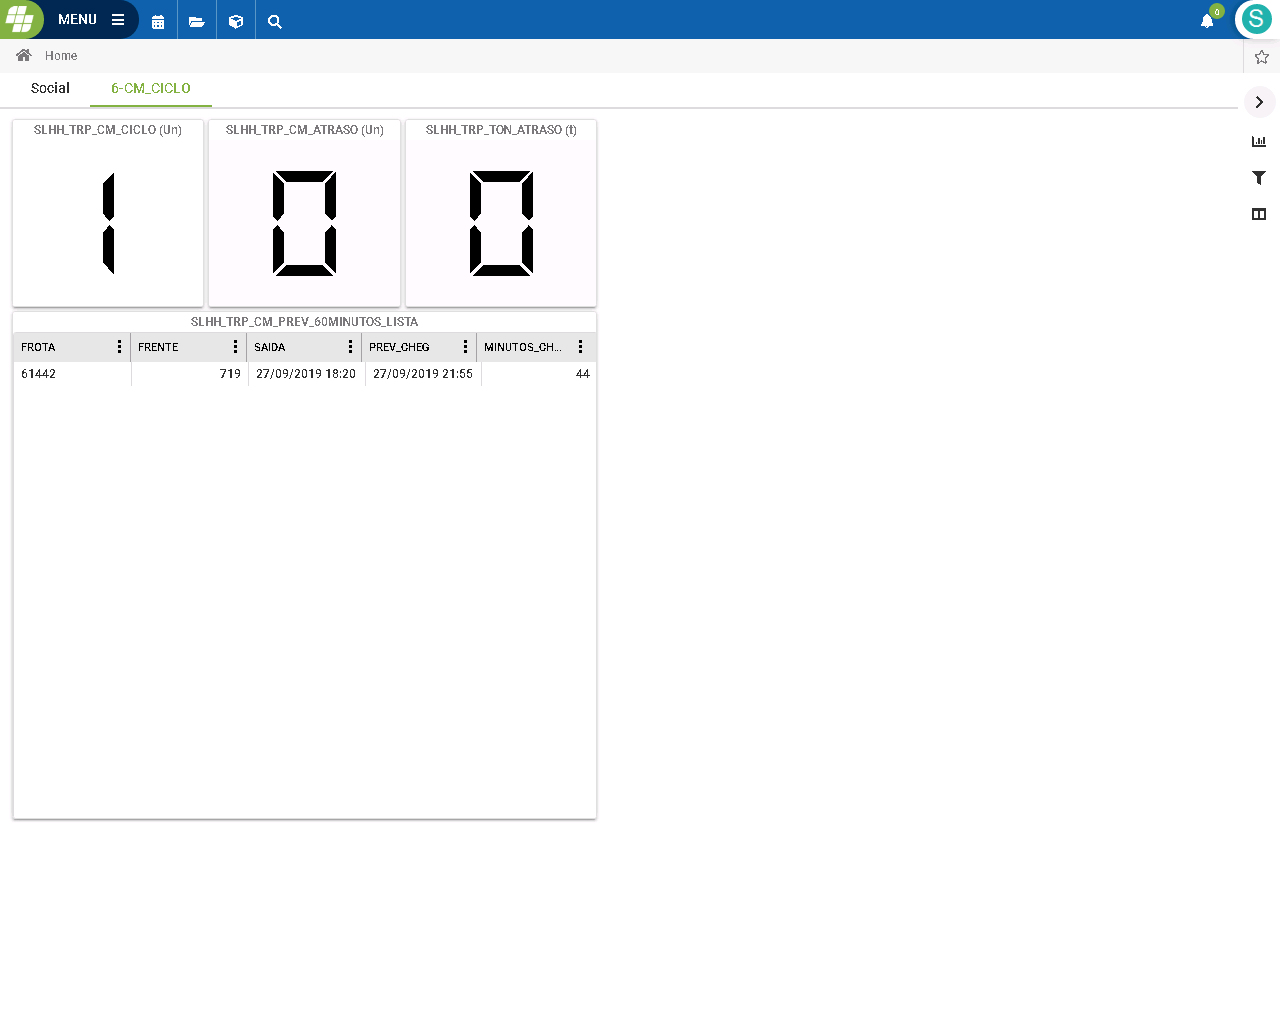 MENU
0
S
Home
Social
6-CM_CICLO
SLHH_TRP_CM_CICLO (Un)
SLHH_TRP_CM_ATRASO (Un)
SLHH_TRP_TON_ATRASO (t)
1
0
0
SLHH_TRP_CM_PREV_60MINUTOS_LISTA
FROTA FRENTE SAIDA PREV_CHEG MINUTOS_CH...
61442 719 27/09/2019 18:20 27/09/2019 21:55 44